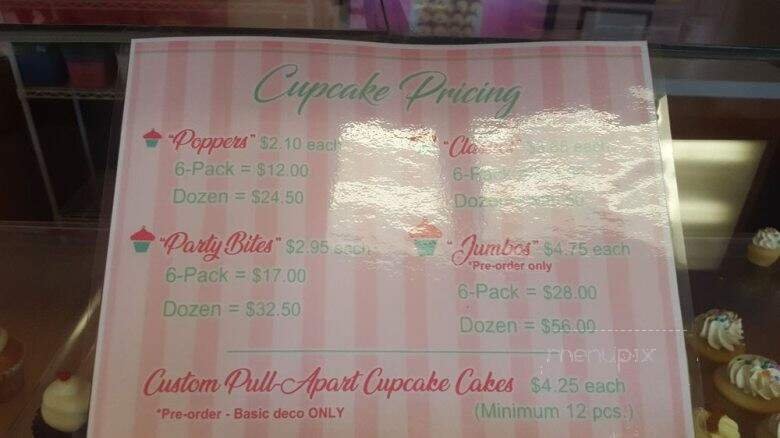 Cupcake Pricing
"Poppers" $2.10 each
6-Pack = $12.00
Dozen = $24.50
each
"Party Bites" $2.95 each
6-Pack = $17.00
Dozen = $32.50
"Jumbos" $4.75 each
*Pre-order only
6-Pack = $28.00
Dozen = $56.00
menupix
Custom Pull-Apart Cupcake Cakes $4.25 each
*Pre-order - Basic deco ONLY (Minimum 12 pcs.)